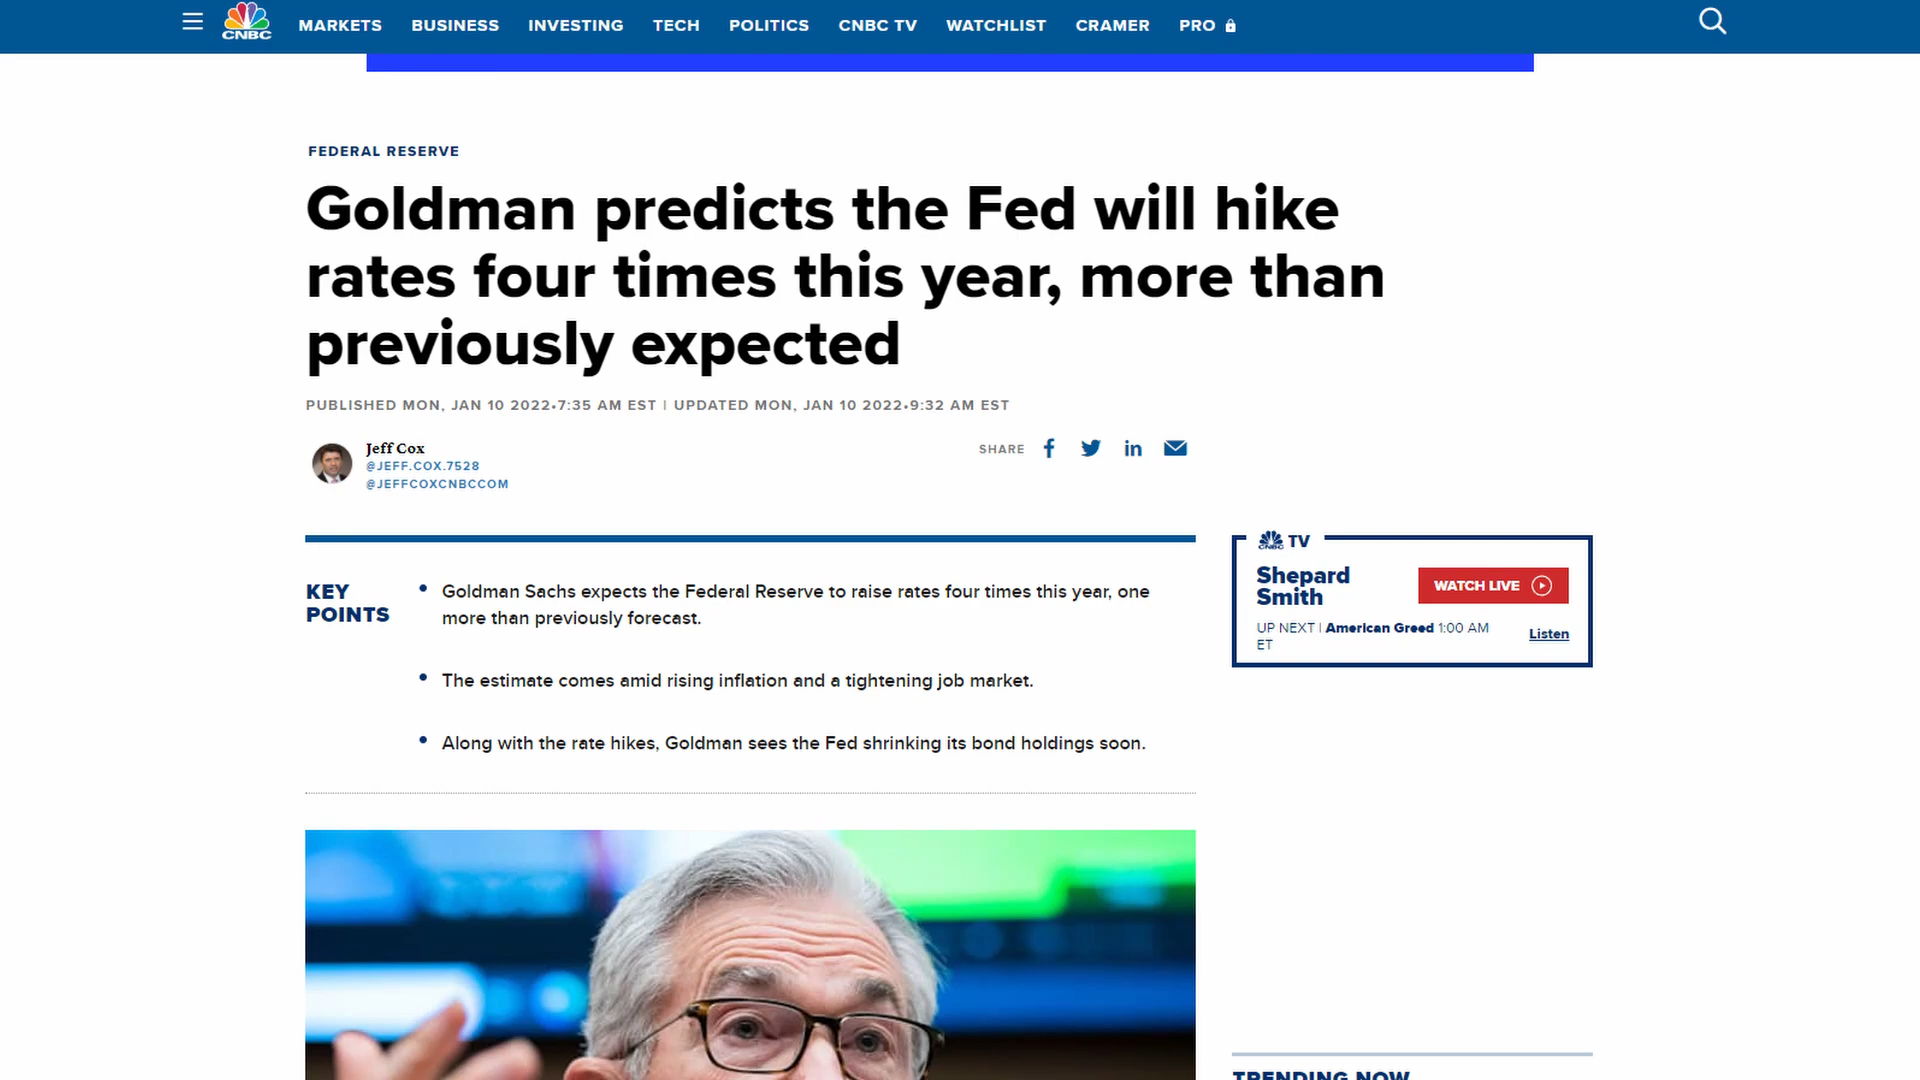 CNBC
MARKETS BUSINESS INVESTING TECH POLITICS CNBC TV WATCHLIST CRAMER PRO
FEDERAL RESERVE
Goldman predicts the Fed will hike
rates four times this year, more than
previously expected
PUBLISHED MON, JAN 10 2022•7:35 AM EST | UPDATED MON, JAN 10 2022•9:32 AM EST
Jeff Cox
@JEFF.COX.7528
@JEFFCOXCNBCCOM
SHARE
KEY
POINTS
• Goldman Sachs expects the Federal Reserve to raise rates four times this year, one
more than previously forecast.
• The estimate comes amid rising inflation and a tightening job market.
• Along with the rate hikes, Goldman sees the Fed shrinking its bond holdings soon.
CNBC TV
Shepard
Smith
WATCH LIVE
UP NEXT | American Greed 1:00 AM
ET
Listen
TRENDING NOW